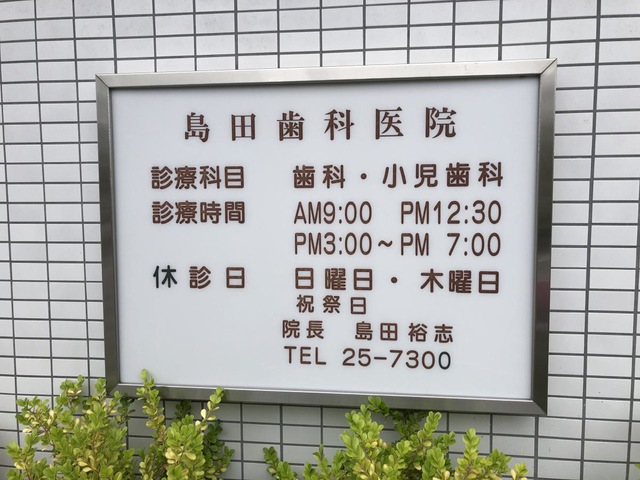 島田歯科医院
診療科目 歯科・小児歯科
診療時間 AM9:00 PM12:30
PM3:00～PM 7:00
休診日 日曜日・木曜日
祝祭日
院長 島田裕志
TEL 25-7300